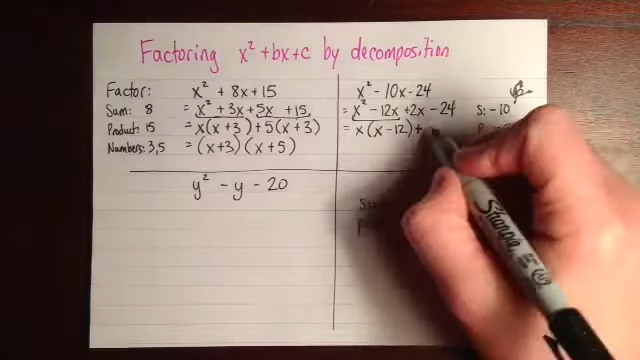 Factoring x² + bx + c by decomposition
Factor: x² + 8x + 15
Sum: 8 = x² + 3x + 5x + 15
Product: 15 = x(x+3) + 5(x+3)
Numbers: 3,5 = (x+3)(x+5)
x² - 10x - 24
= x² - 12x + 2x - 24 S: -10
= x(x-12) +
y² - y - 20
Sharpie